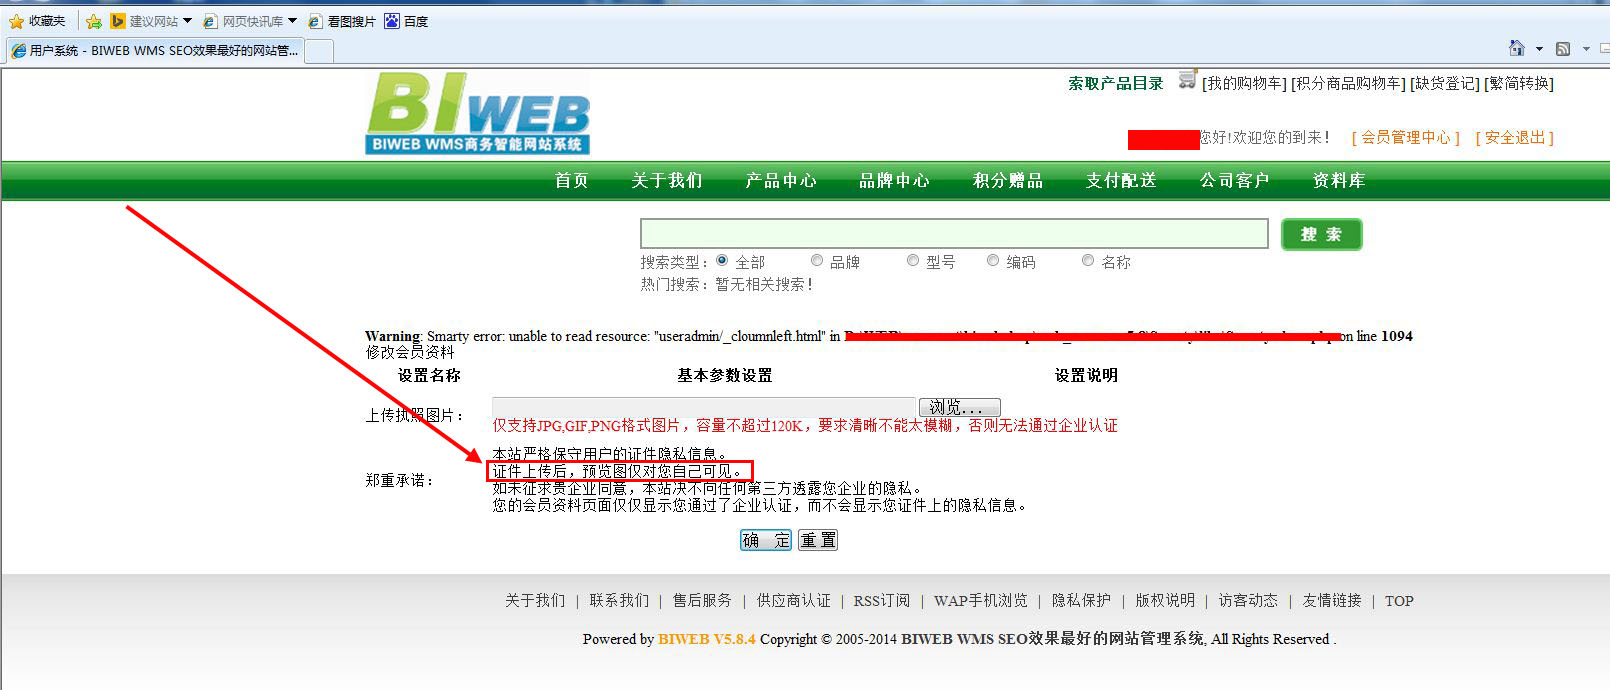 收藏夹 建议网站 网页快讯库 看图搜片 百度
用户系统 - BIWEB WMS SEO效果最好的网站管...
BIWEB
BIWEB WMS商务智能网站系统
索取产品目录 [我的购物车] [积分商品购物车] [缺货登记] [繁简转换]
您好!欢迎您的到来! [ 会员管理中心 ] [ 安全退出 ]
首页 关于我们 产品中心 品牌中心 积分赠品 支付配送 公司客户 资料库
搜 索
搜索类型: 全部 品牌 型号 编码 名称
热门搜索: 暂无相关搜索!
Warning: Smarty error: unable to read resource: "useradmin/_cloumnleft.html" in on line 1094
修改会员资料
设置名称 基本参数设置 设置说明
上传执照图片: 浏览...
仅支持JPG,GIF,PNG格式图片，容量不超过120K，要求清晰不能太模糊，否则无法通过企业认证
本站严格保守用户的证件隐私信息。
证件上传后，预览图仅对您自己可见。
郑重承诺:
如未征求贵企业同意，本站决不向任何第三方透露您企业的隐私。
您的会员资料页面仅仅显示您通过了企业认证，而不会显示您证件上的隐私信息。
确 定 重 置
关于我们 | 联系我们 | 售后服务 | 供应商认证 | RSS订阅 | WAP手机浏览 | 隐私保护 | 版权说明 | 访客动态 | 友情链接 | TOP
Powered by BIWEB V5.8.4 Copyright © 2005-2014 BIWEB WMS SEO效果最好的网站管理系统, All Rights Reserved .